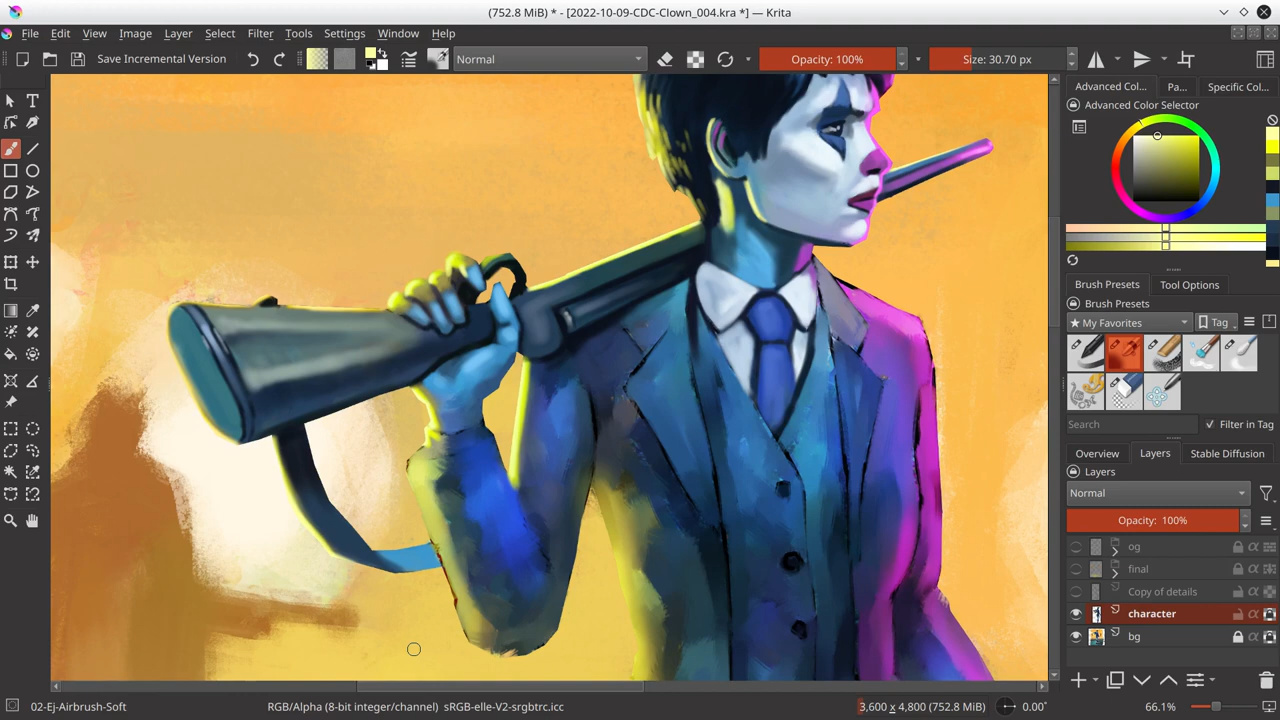 (752.8 MiB) * - [2022-10-09-CDC-Clown_004.kra *] — Krita
File Edit View Image Layer Select Filter Tools Settings Window Help
Save Incremental Version Normal Opacity: 100% Size: 30.70 px
Advanced Col... Pa... Specific Col...
Advanced Color Selector
Brush Presets Tool Options
Brush Presets
★ My Favorites Tag
Search Filter in Tag
Overview Layers Stable Diffusion
Layers
Normal
Opacity: 100%
og
final
Copy of details
character
bg
02-Ej-Airbrush-Soft RGB/Alpha (8-bit integer/channel) sRGB-elle-V2-srgbtrc.icc 3,600 x 4,800 (752.8 MiB) 0.00° 66.1%